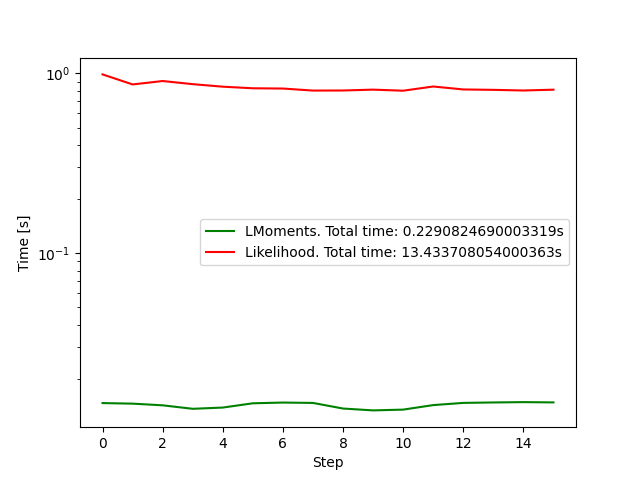 10⁰
10⁻¹
Time [s]
LMoments. Total time: 0.2290824690003319s
Likelihood. Total time: 13.433708054000363s
0 2 4 6 8 10 12 14
Step